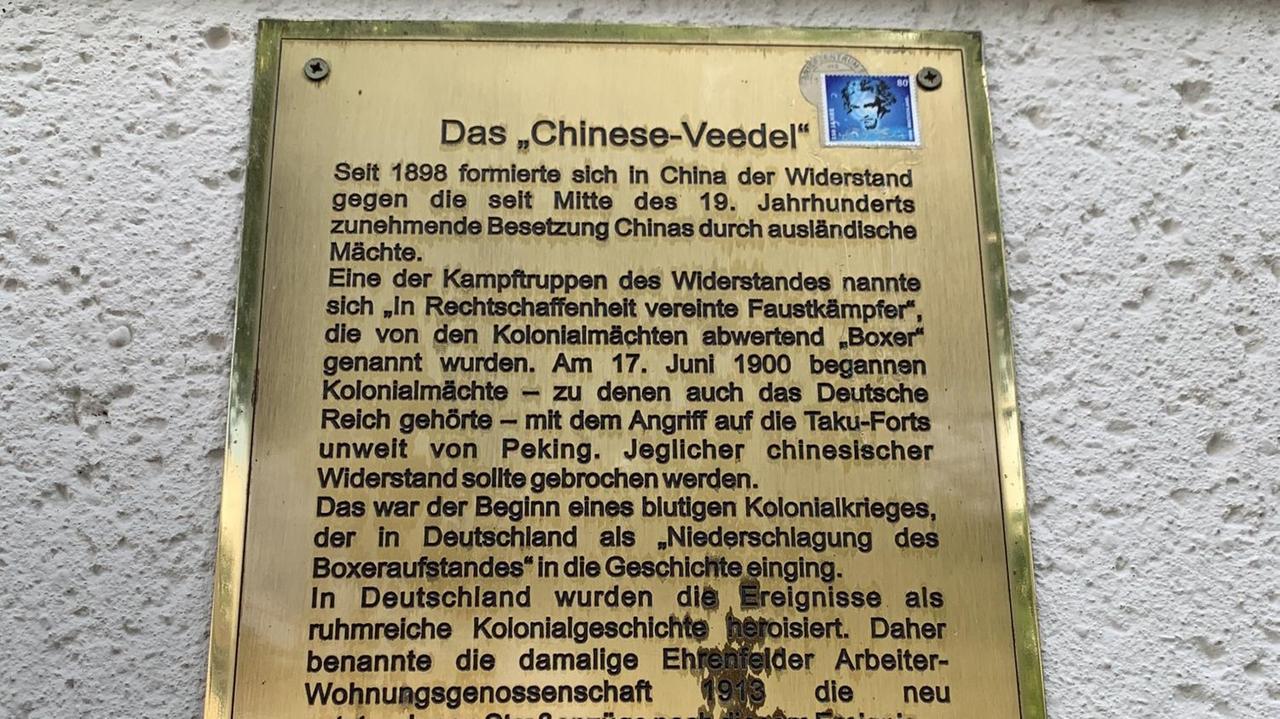 80
Das „Chinese-Veedel“
Seit 1898 formierte sich in China der Widerstand
gegen die seit Mitte des 19. Jahrhunderts
zunehmende Besetzung Chinas durch ausländische
Mächte.
Eine der Kampftruppen des Widerstandes nannte
sich „In Rechtschaffenheit vereinte Faustkämpfer“,
die von den Kolonialmächten abwertend „Boxer“
genannt wurden. Am 17. Juni 1900 begannen
Kolonialmächte – zu denen auch das Deutsche
Reich gehörte – mit dem Angriff auf die Taku-Forts
unweit von Peking. Jeglicher chinesischer
Widerstand sollte gebrochen werden.
Das war der Beginn eines blutigen Kolonialkrieges,
der in Deutschland als „Niederschlagung des
Boxeraufstandes“ in die Geschichte einging.
In Deutschland wurden die Ereignisse als
ruhmreiche Kolonialgeschichte heroisiert. Daher
benannte die damalige Ehrenfelder Arbeiter-
Wohnungsgenossenschaft 1913 die neu